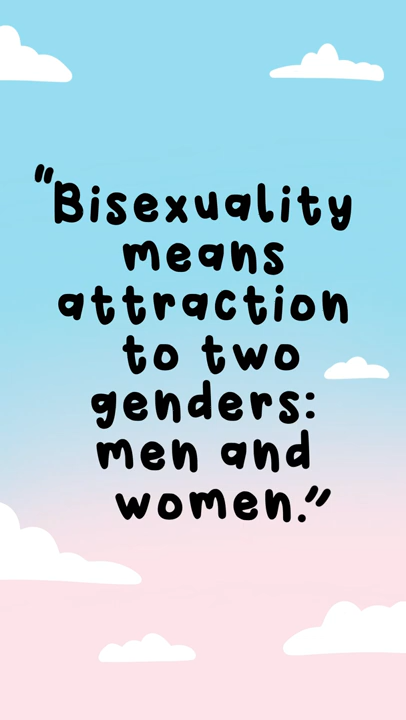 "Bisexuality
means
attraction
to two
genders:
men and
women."